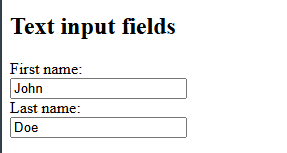 Text input fields
First name:
John
Last name:
Doe